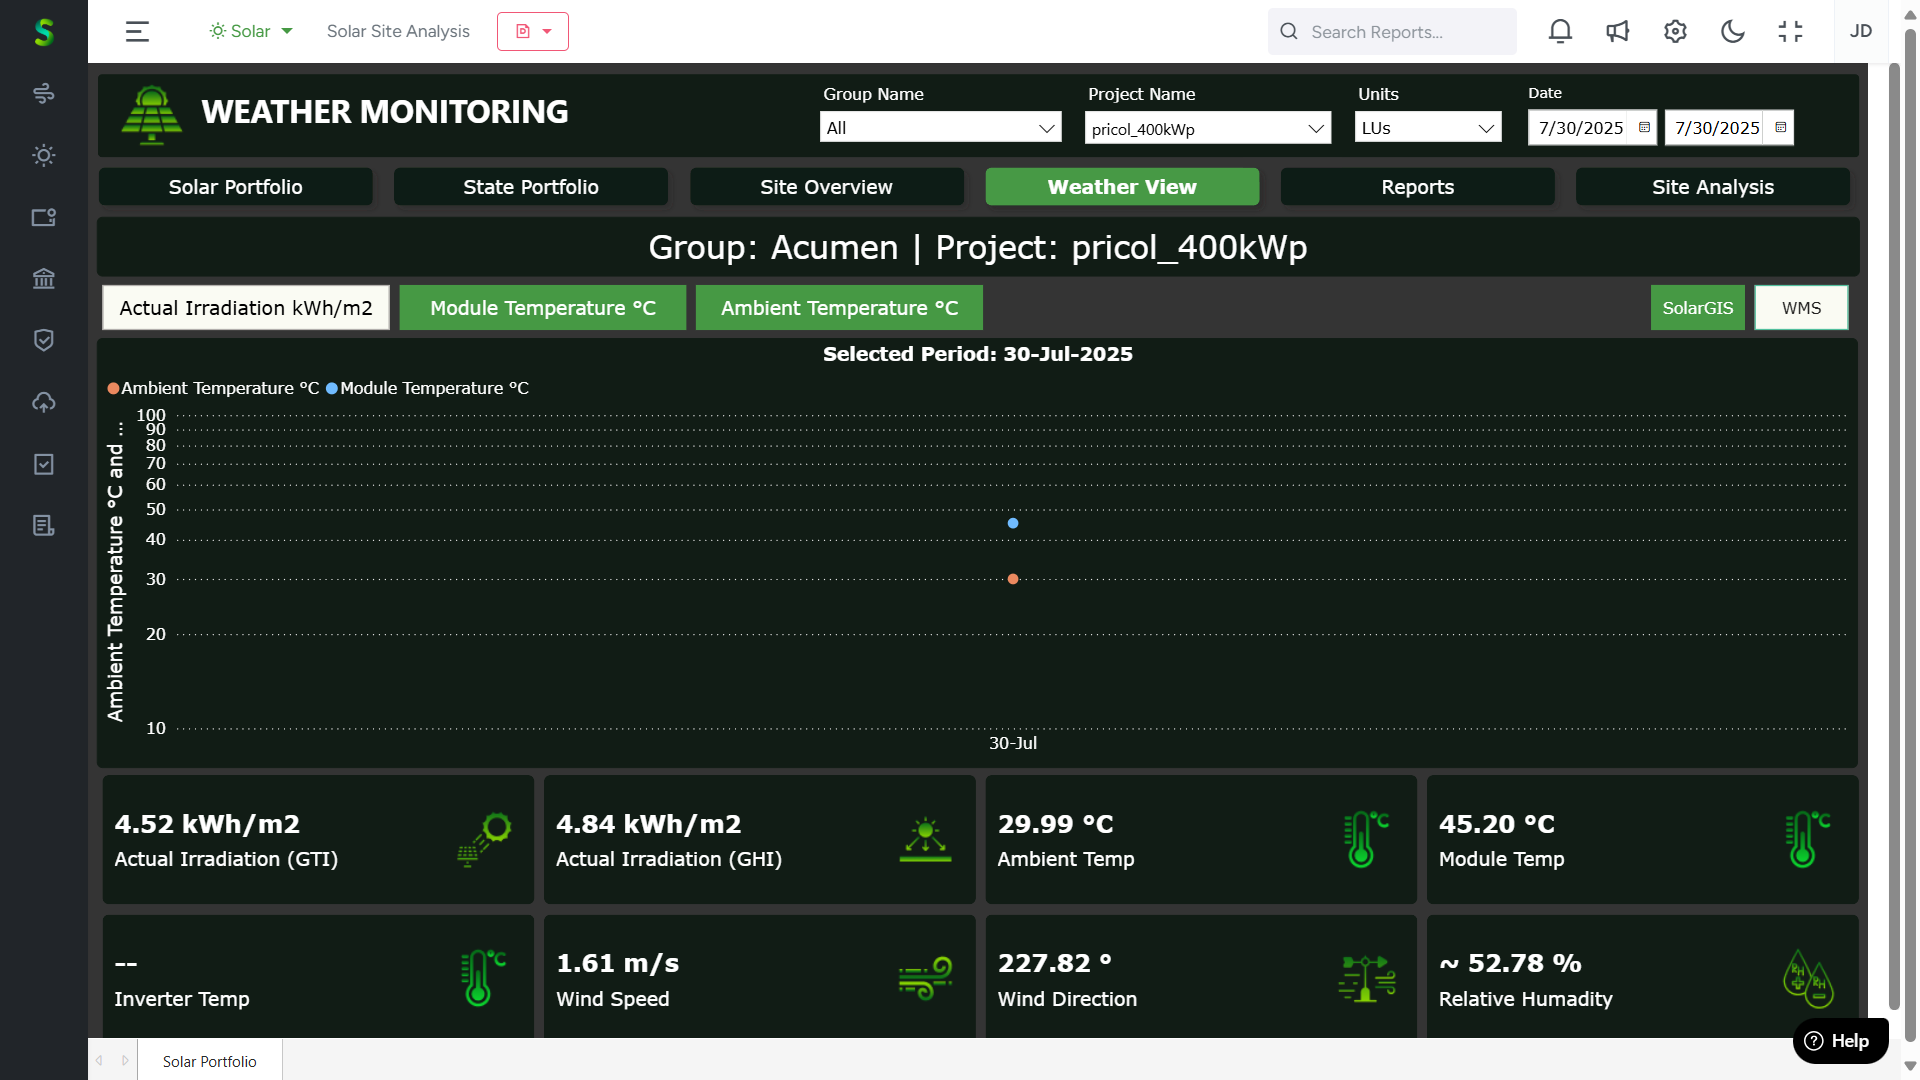 Solar
Solar Site Analysis
Search Reports...
JD
WEATHER MONITORING
Group Name
All
Project Name
pricol_400kWp
Units
LUs
Date
7/30/2025
7/30/2025
Solar Portfolio
State Portfolio
Site Overview
Weather View
Reports
Site Analysis
Group: Acumen | Project: pricol_400kWp
Actual Irradiation kWh/m2
Module Temperature °C
Ambient Temperature °C
SolarGIS
WMS
Selected Period: 30-Jul-2025
Ambient Temperature °C
Module Temperature °C
Ambient Temperature °C and ...
100
90
80
70
60
50
40
30
20
10
30-Jul
4.52 kWh/m2
Actual Irradiation (GTI)
4.84 kWh/m2
Actual Irradiation (GHI)
29.99 °C
Ambient Temp
°C
45.20 °C
Module Temp
°C
--
Inverter Temp
°C
1.61 m/s
Wind Speed
227.82 °
Wind Direction
~ 52.78 %
Relative Humadity
RH
RH
Help
Solar Portfolio